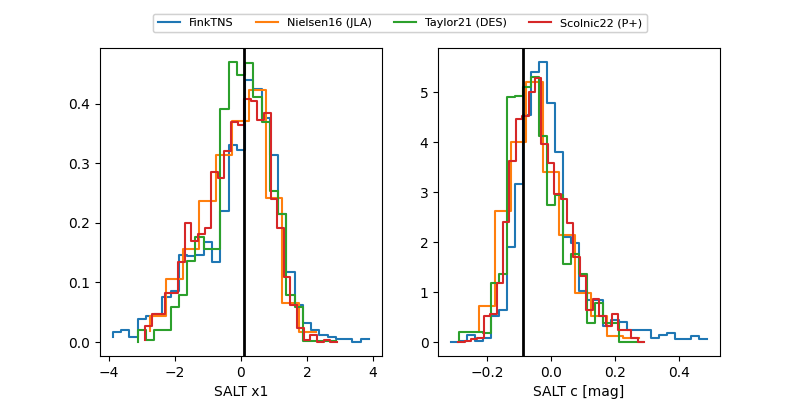 FinkTNS Nielsen16 (JLA) Taylor21 (DES) Scolnic22 (P+)
0.4
0.3
0.2
0.1
0.0
−4 −2 0 2 4
SALT x1
5
4
3
2
1
0
−0.2 0.0 0.2 0.4
SALT c [mag]